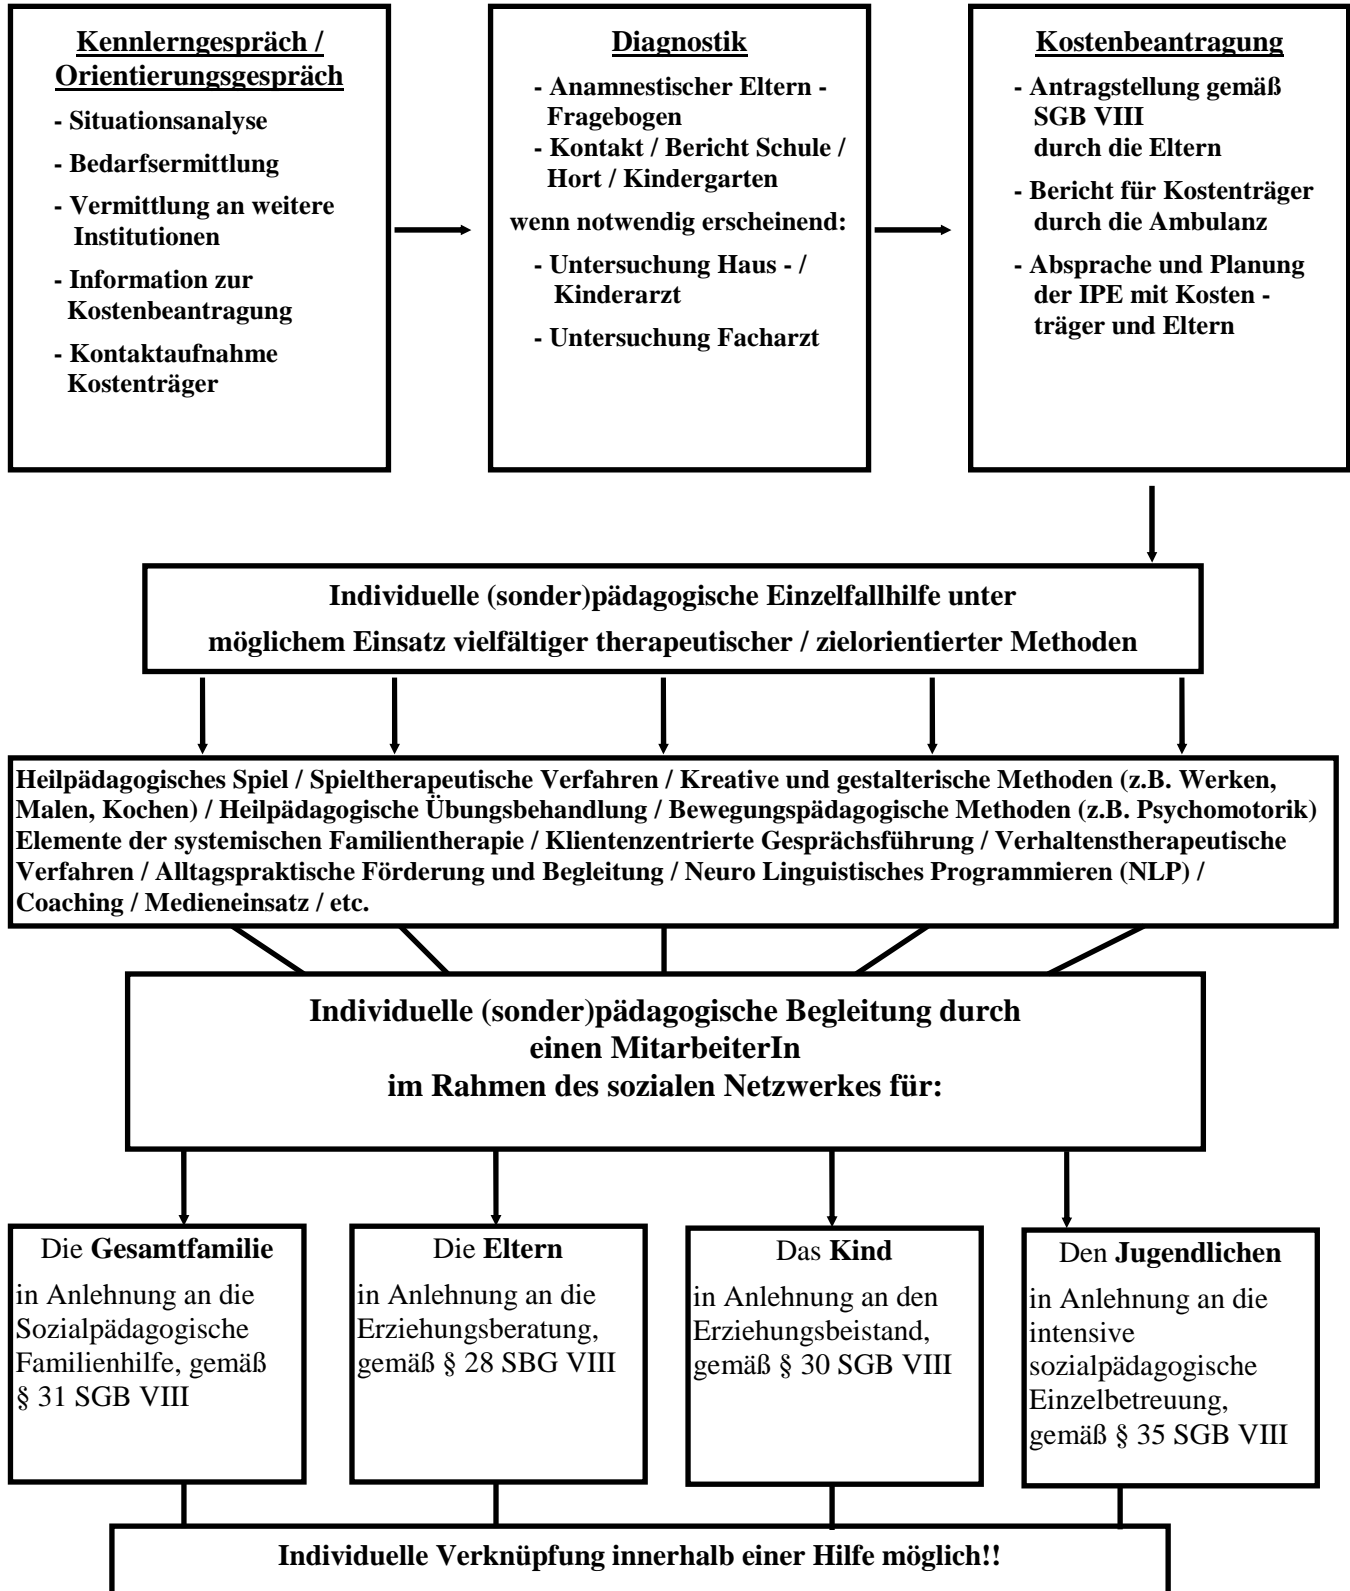 Kennlerngespräch /
Orientierungsgespräch
- Situationsanalyse
- Bedarfsermittlung
- Vermittlung an weitere
Institutionen
- Information zur
Kostenbeantragung
- Kontaktaufnahme
Kostenträger
Diagnostik
- Anamnestischer Eltern -
Fragebogen
- Kontakt / Bericht Schule /
Hort / Kindergarten
wenn notwendig erscheinend:
- Untersuchung Haus - /
Kinderarzt
- Untersuchung Facharzt
Kostenbeantragung
- Antragstellung gemäß
SGB VIII
durch die Eltern
- Bericht für Kostenträger
durch die Ambulanz
- Absprache und Planung
der IPE mit Kosten -
träger und Eltern
Individuelle (sonder)pädagogische Einzelfallhilfe unter
möglichem Einsatz vielfältiger therapeutischer / zielorientierter Methoden
Heilpädagogisches Spiel / Spieltherapeutische Verfahren / Kreative und gestalterische Methoden (z.B. Werken,
Malen, Kochen) / Heilpädagogische Übungsbehandlung / Bewegungspädagogische Methoden (z.B. Psychomotorik)
Elemente der systemischen Familientherapie / Klientenzentrierte Gesprächsführung / Verhaltenstherapeutische
Verfahren / Alltagspraktische Förderung und Begleitung / Neuro Linguistisches Programmieren (NLP) /
Coaching / Medieneinsatz / etc.
Individuelle (sonder)pädagogische Begleitung durch
einen MitarbeiterIn
im Rahmen des sozialen Netzwerkes für:
Die Gesamtfamilie
in Anlehnung an die
Sozialpädagogische
Familienhilfe, gemäß
§ 31 SGB VIII
Die Eltern
in Anlehnung an die
Erziehungsberatung,
gemäß § 28 SBG VIII
Das Kind
in Anlehnung an den
Erziehungsbeistand,
gemäß § 30 SGB VIII
Den Jugendlichen
in Anlehnung an die
intensive
sozialpädagogische
Einzelbetreuung,
gemäß § 35 SGB VIII
Individuelle Verknüpfung innerhalb einer Hilfe möglich!!